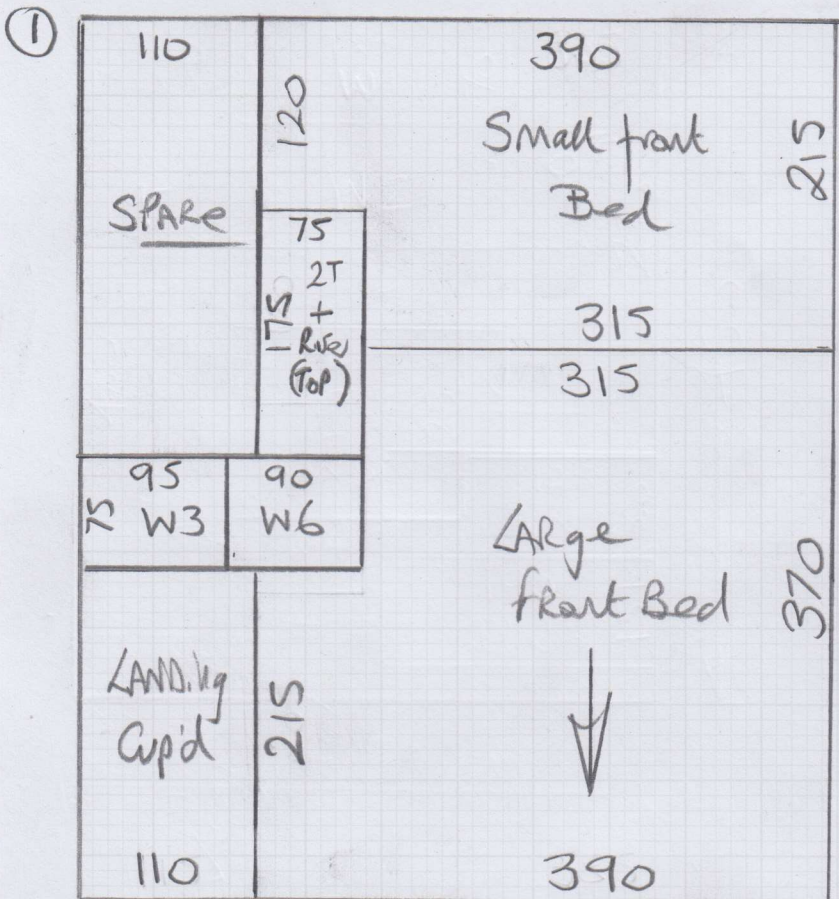 1
110
390
120
Small front
Bed
215
SPARe
75
2T
+
Riser
(TOP)
175
315
315
95
90
75
W3
W6
LARge
fRont Bed
370
LANDing
Cup'd
215
110
390